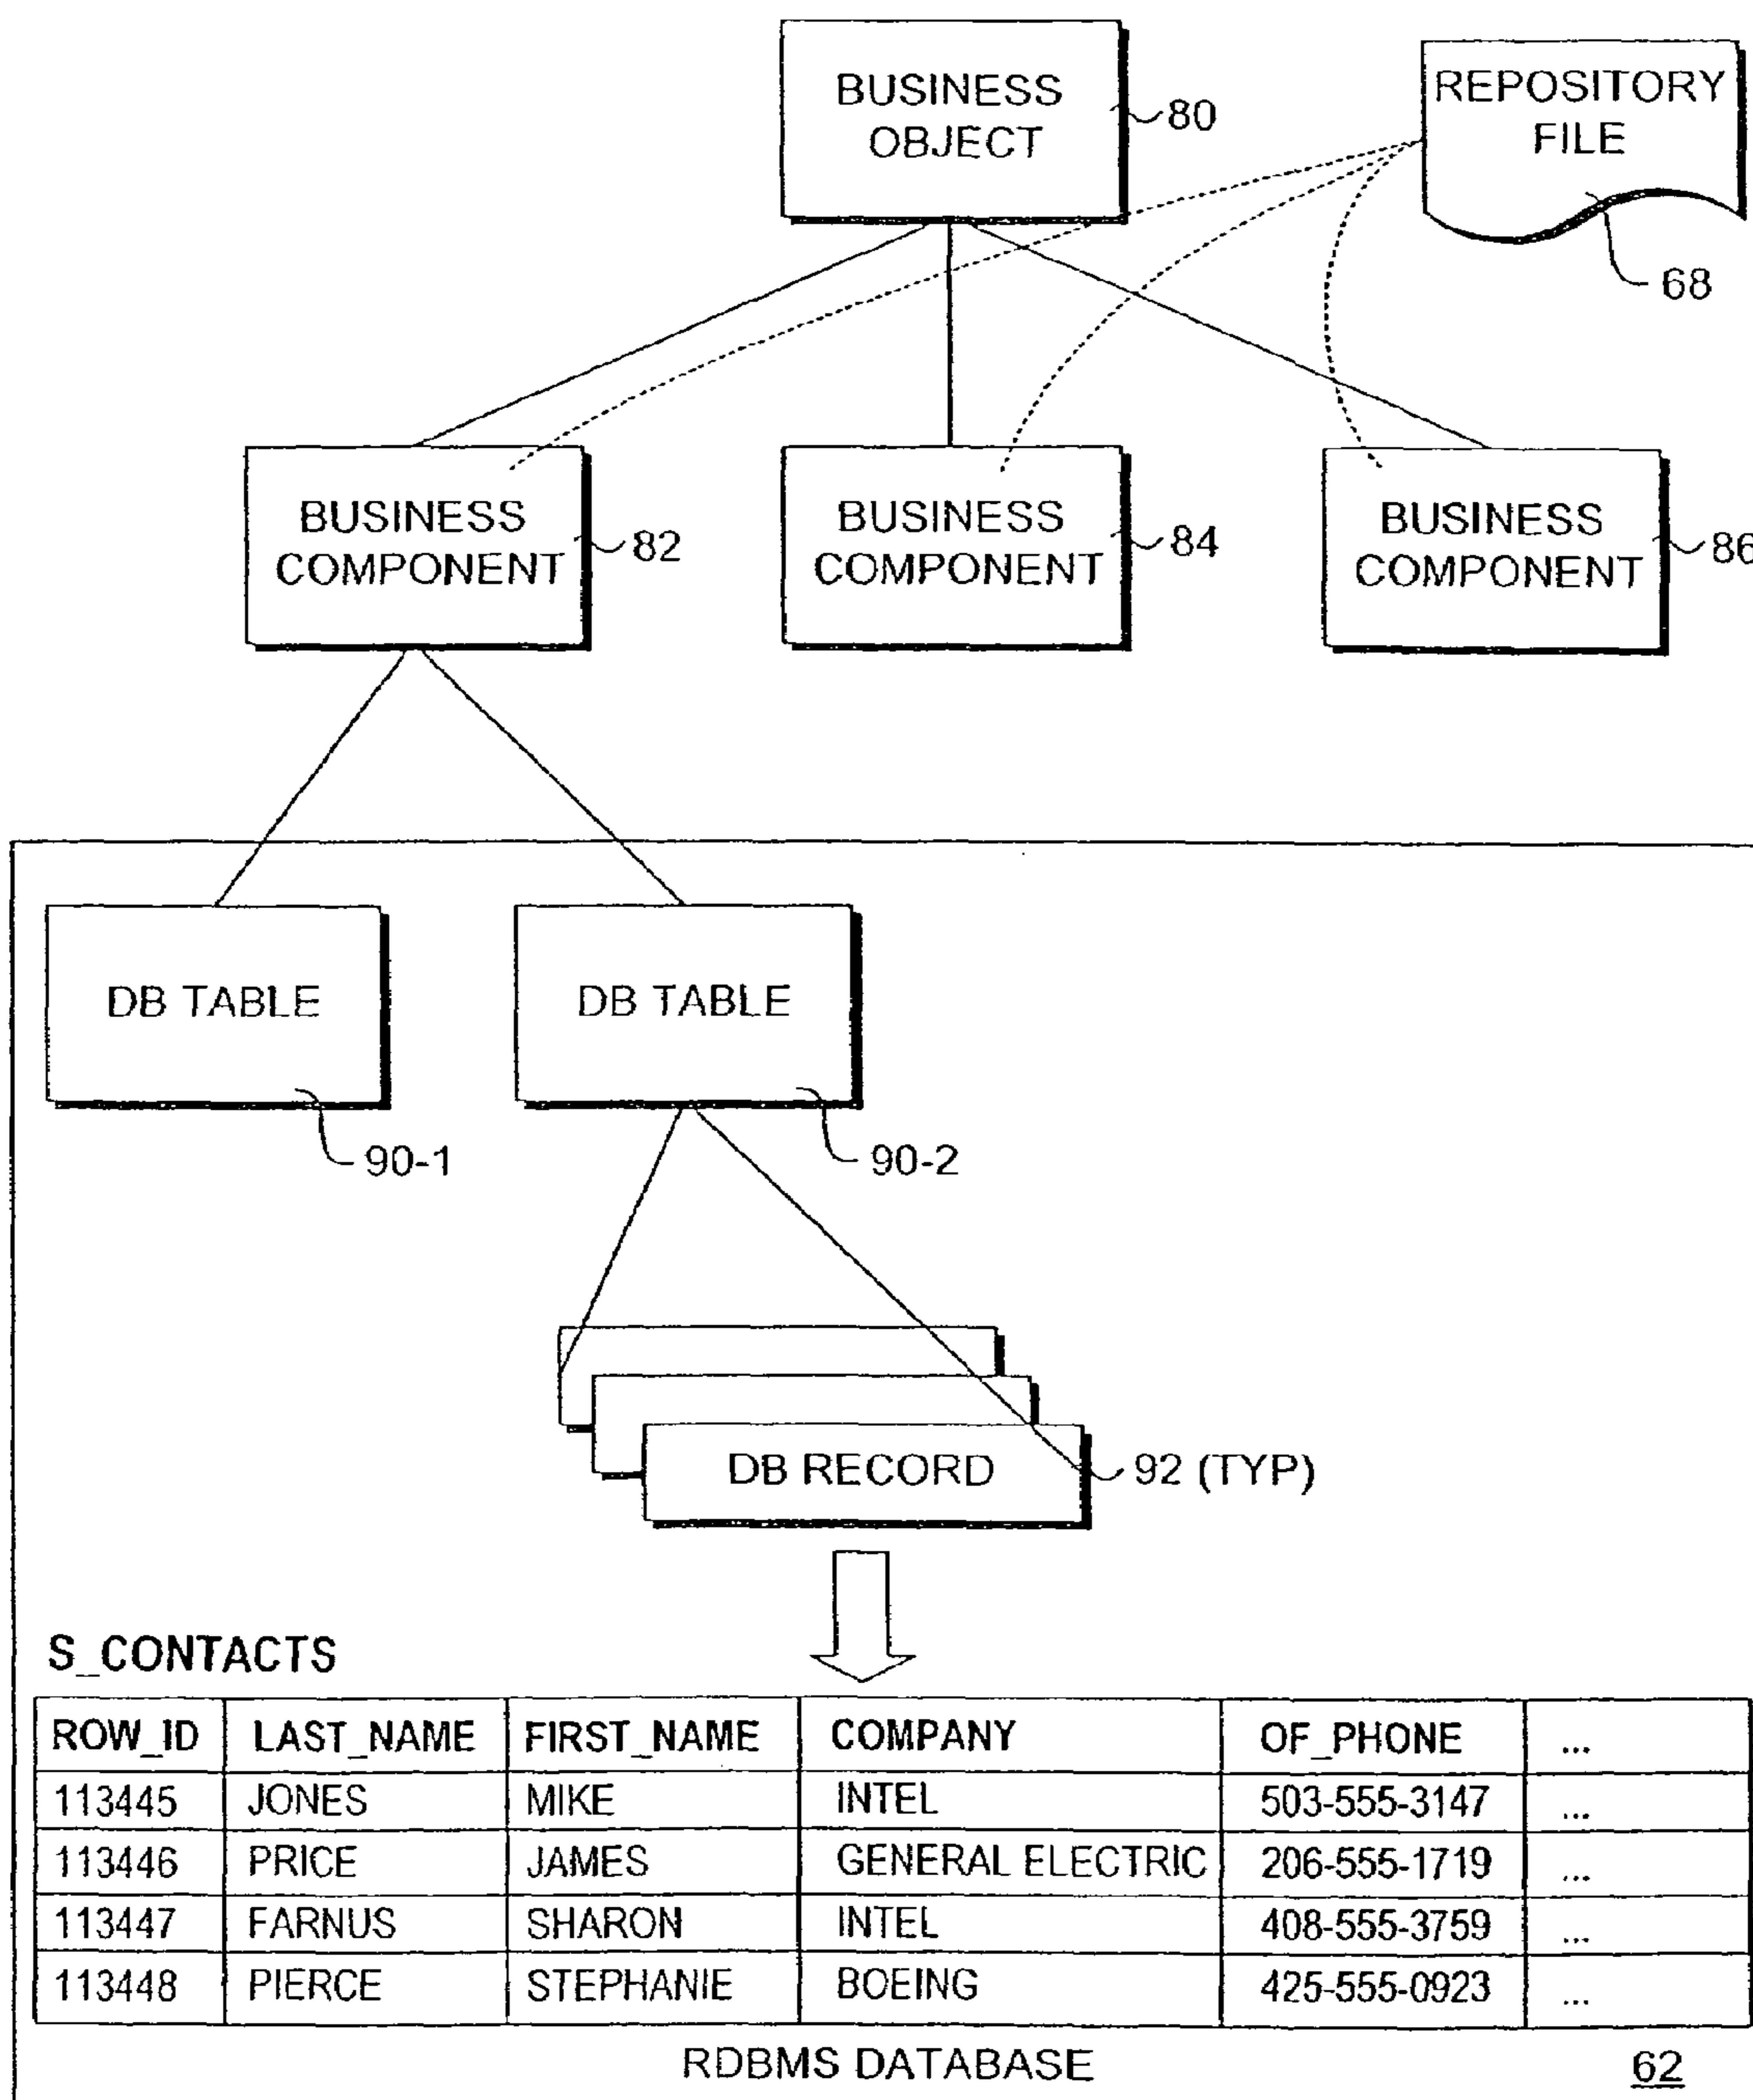 BUSINESS
OBJECT
80
REPOSITORY
FILE
68
BUSINESS
COMPONENT
82
BUSINESS
COMPONENT
84
BUSINESS
COMPONENT
86
DB TABLE
90-1
DB TABLE
90-2
DB RECORD
92 (TYP)
S_CONTACTS
ROW_ID LAST_NAME FIRST_NAME COMPANY OF_PHONE ...
113445 JONES MIKE INTEL 503-555-3147 ...
113446 PRICE JAMES GENERAL ELECTRIC 206-555-1719 ...
113447 FARNUS SHARON INTEL 408-555-3759 ...
113448 PIERCE STEPHANIE BOEING 425-555-0923 ...
RDBMS DATABASE
62